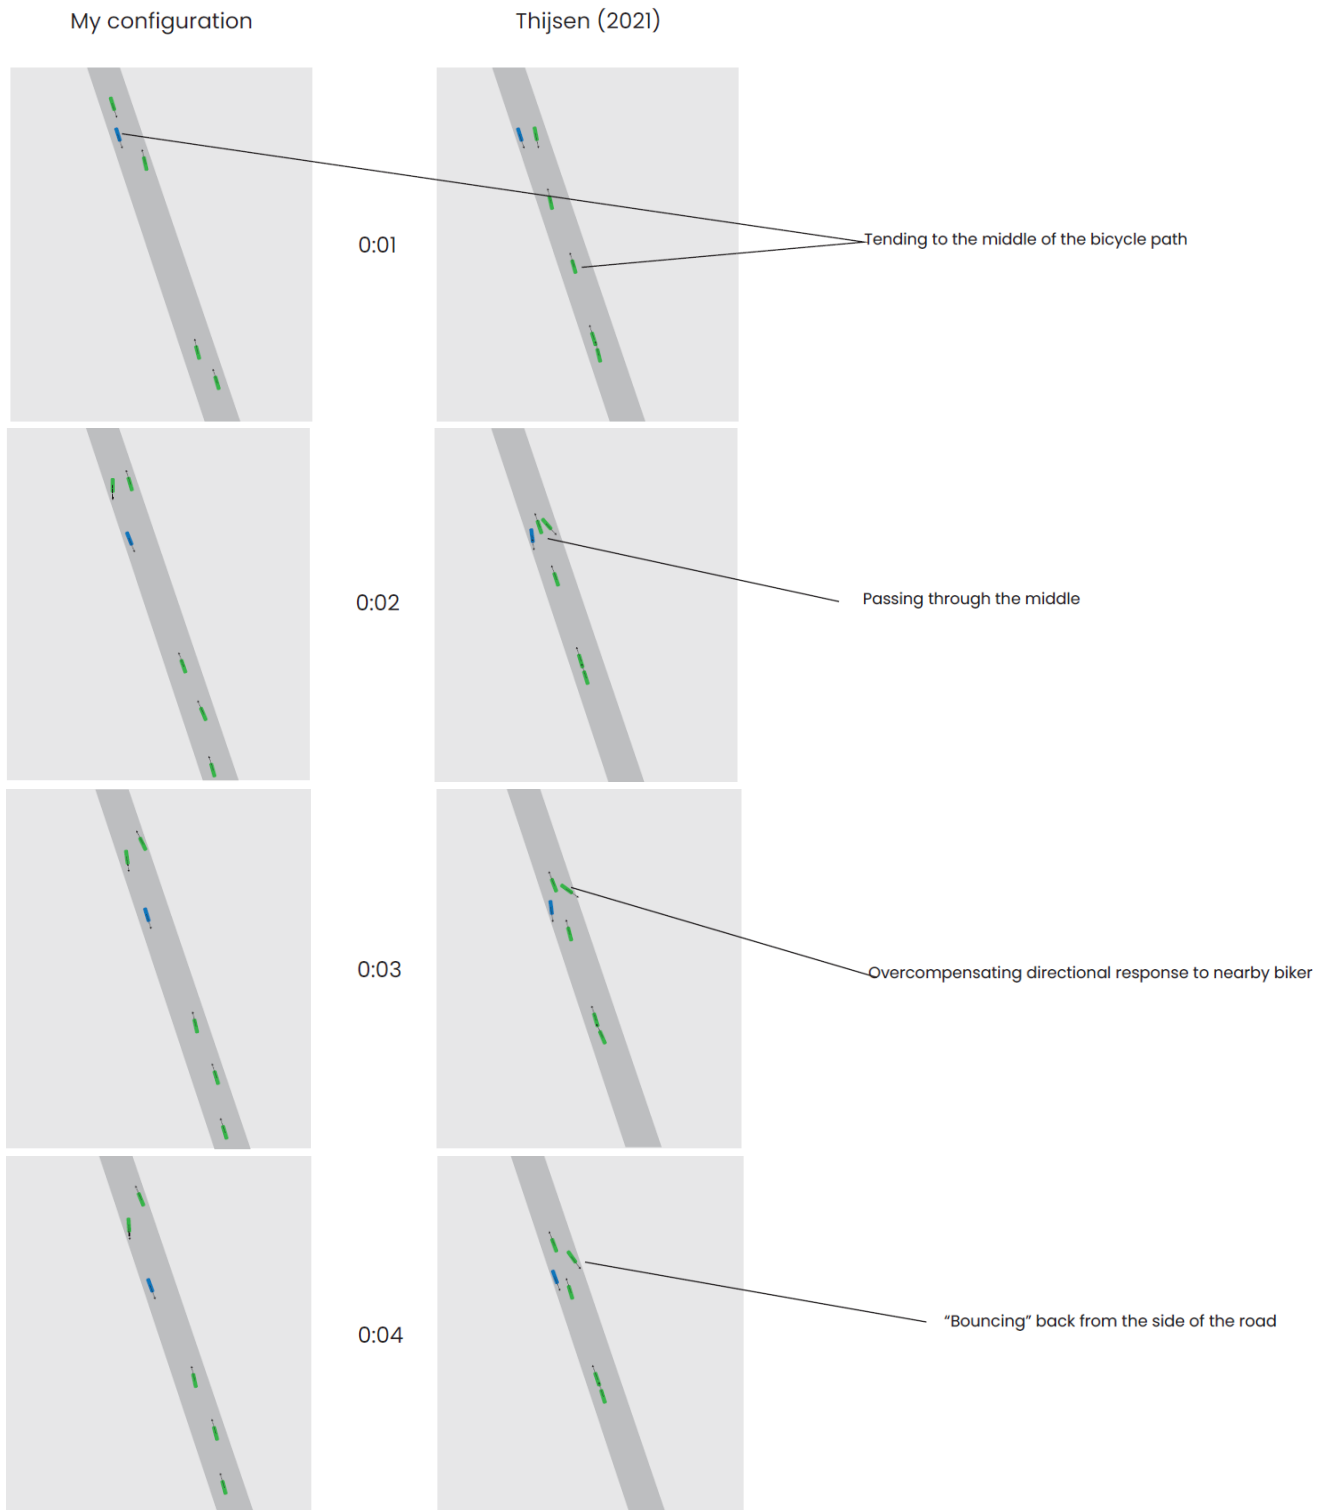 My configuration
Thijsen (2021)
0:01
Tending to the middle of the bicycle path
0:02
Passing through the middle
0:03
Overcompensating directional response to nearby biker
0:04
“Bouncing” back from the side of the road